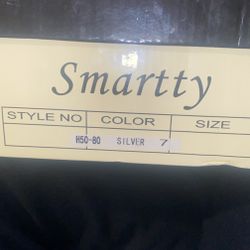 Smartty
STYLE NO COLOR SIZE
H50-80 SILVER 7